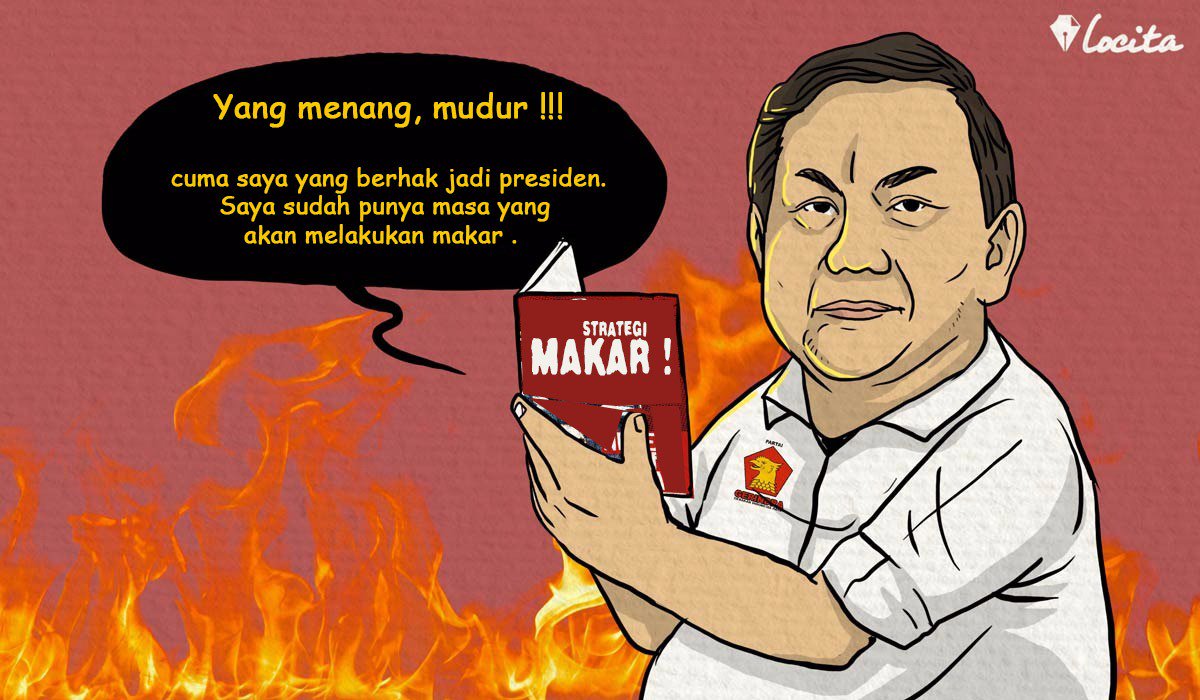 Locita
Yang menang, mudur !!!
cuma saya yang berhak jadi presiden.
Saya sudah punya masa yang
akan melakukan makar .
STRATEGI
MAKAR !
PARTAI
GERINDRA